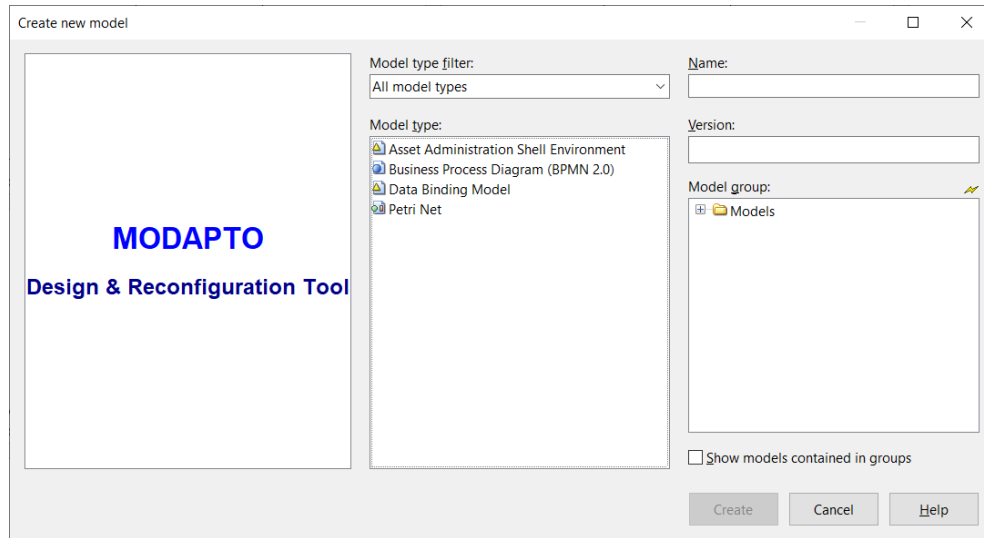 Create new model
MODAPTO
Design & Reconfiguration Tool
Model type filter:
All model types
Model type:
Asset Administration Shell Environment
Business Process Diagram (BPMN 2.0)
Data Binding Model
Petri Net
Name:
Version:
Model group:
Models
Show models contained in groups
Create
Cancel
Help